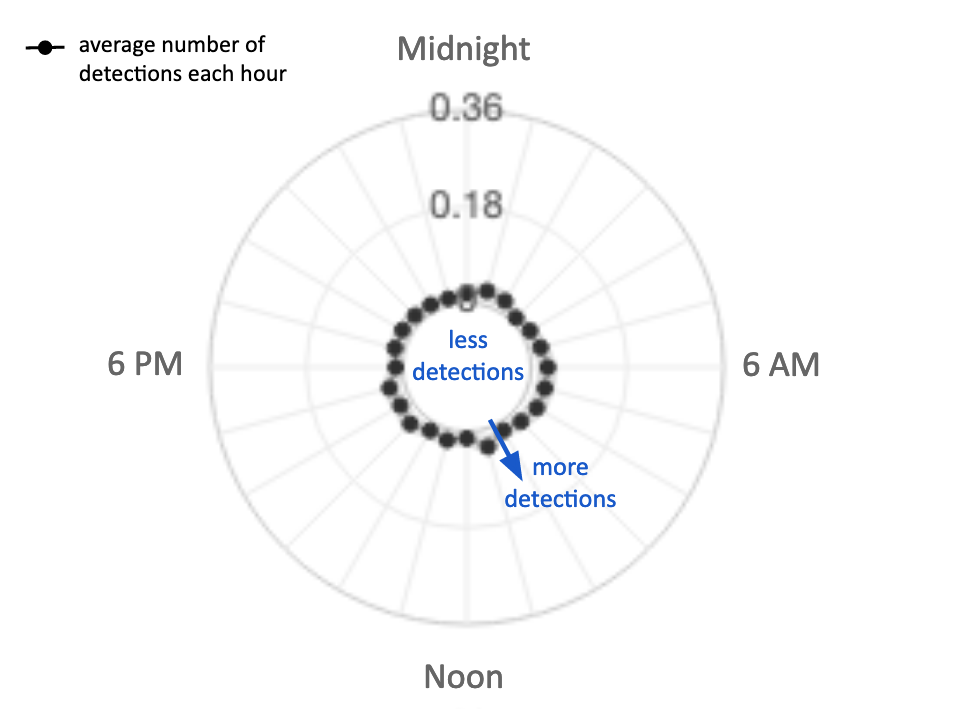 average number of
detections each hour
Midnight
0.36
0.18
0
less
detections
6 PM
6 AM
more
detections
Noon